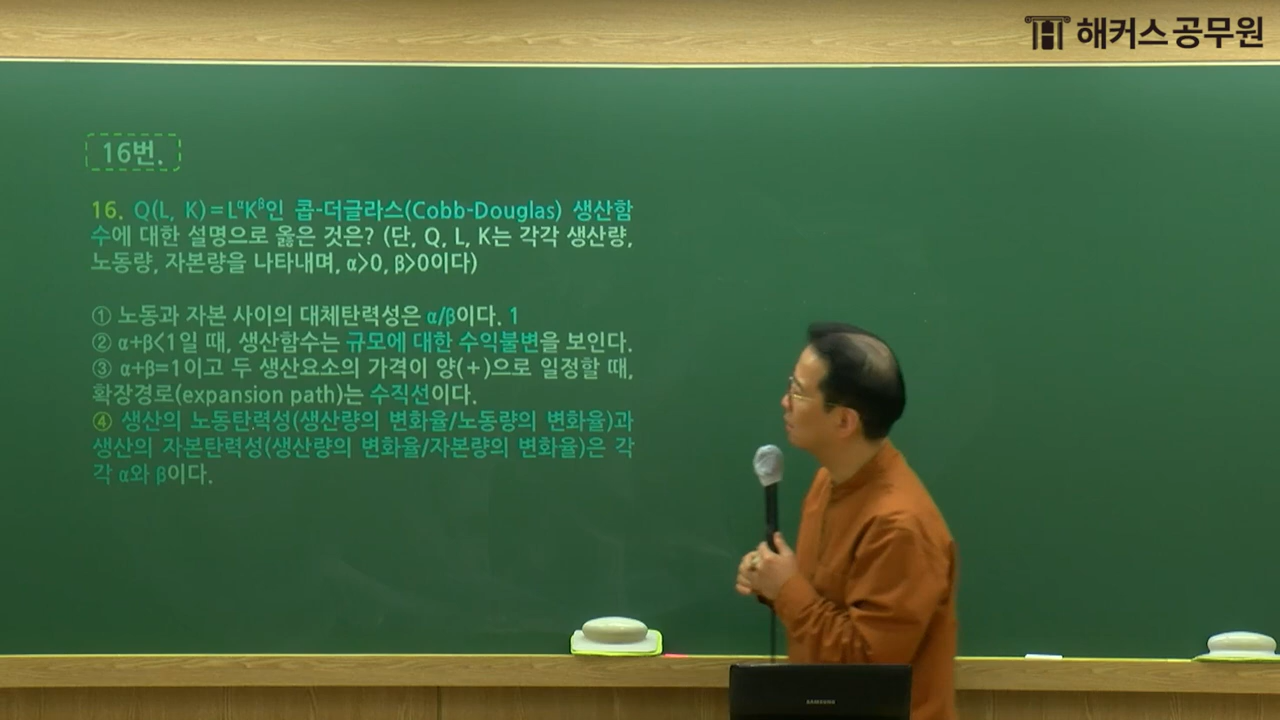 해커스공무원
16번.
16. Q(L, K)=LᵅKᵝ인 콥-더글라스(Cobb-Douglas) 생산함
수에 대한 설명으로 옳은 것은? (단, Q, L, K는 각각 생산량,
노동량, 자본량을 나타내며, α>0, β>0이다)
① 노동과 자본 사이의 대체탄력성은 α/β이다. 1
② α+β<1일 때, 생산함수는 규모에 대한 수익불변을 보인다.
③ α+β=1이고 두 생산요소의 가격이 양(+)으로 일정할 때,
확장경로(expansion path)는 수직선이다.
④ 생산의 노동탄력성(생산량의 변화율/노동량의 변화율)과
생산의 자본탄력성(생산량의 변화율/자본량의 변화율)은 각
각 α와 β이다.
SAMSUNG